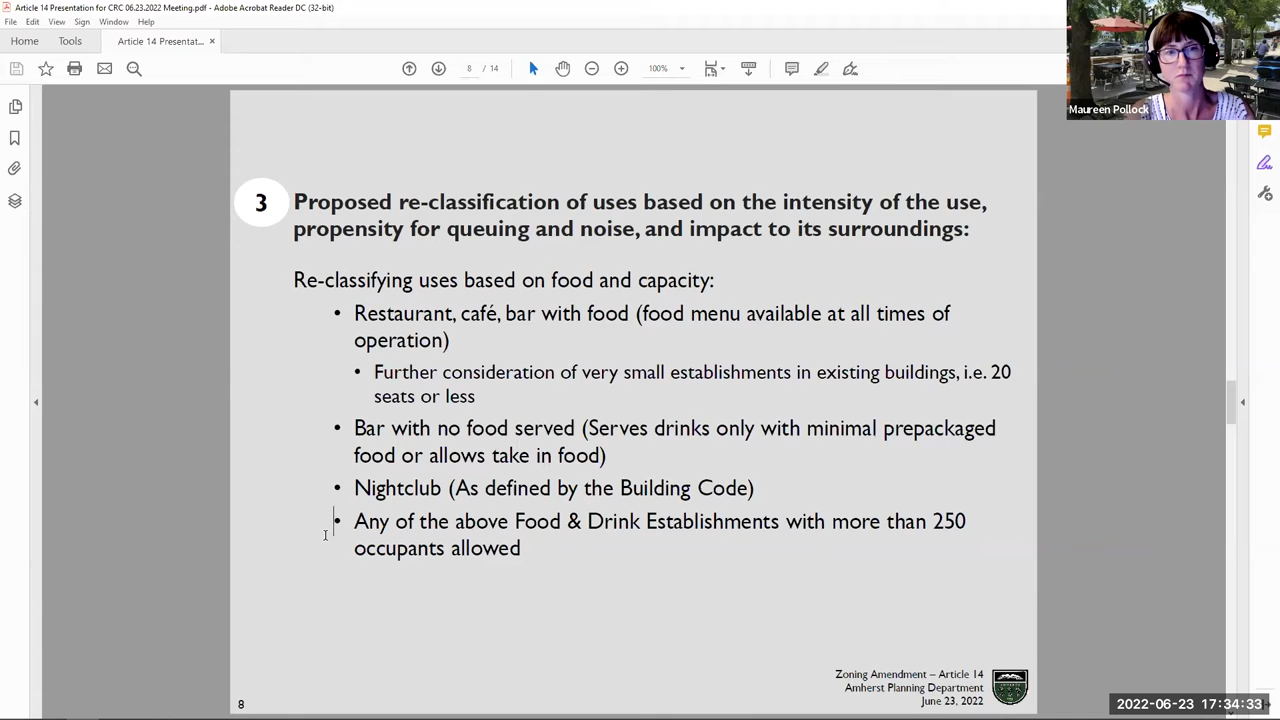 Article 14 Presentation for CRC 06.23.2022 Meeting.pdf - Adobe Acrobat Reader DC (32-bit)
File Edit View Sign Window Help
Home Tools Article 14 Presentat... ×
/ 14 100%
Maureen Pollock
3 Proposed re-classification of uses based on the intensity of the use,
propensity for queuing and noise, and impact to its surroundings:
Re-classifying uses based on food and capacity:
• Restaurant, café, bar with food (food menu available at all times of
operation)
• Further consideration of very small establishments in existing buildings, i.e. 20
seats or less
• Bar with no food served (Serves drinks only with minimal prepackaged
food or allows take in food)
• Nightclub (As defined by the Building Code)
• Any of the above Food & Drink Establishments with more than 250
occupants allowed
Zoning Amendment – Article 14
Amherst Planning Department
June 23, 2022
8
2022-06-23 17:34:33